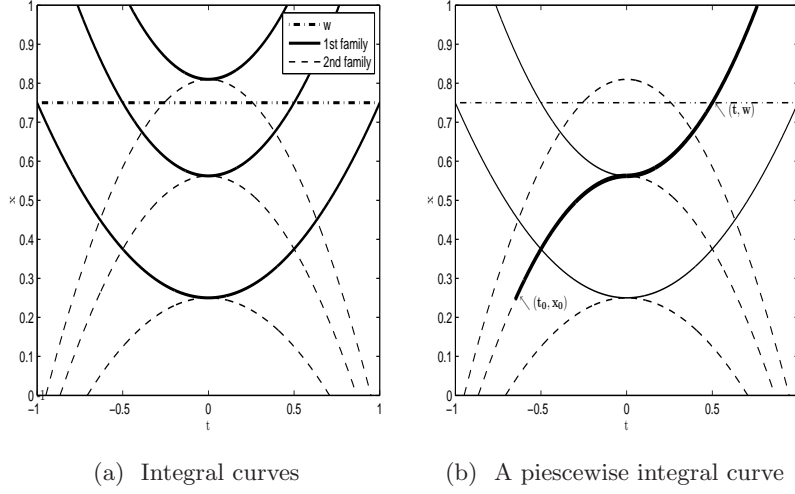 1
0.9
0.8
0.7
0.6
0.5
0.4
0.3
0.2
0.1
0
x
w
1st family
2nd family
−1
−1
−0.5
0
0.5
1
t
(a) Integral curves
1
0.9
0.8
0.7
0.6
0.5
0.4
0.3
0.2
0.1
0
x
(t, w)
(t₀, x₀)
−1
−0.5
0
0.5
t
(b) A piescewise integral curve